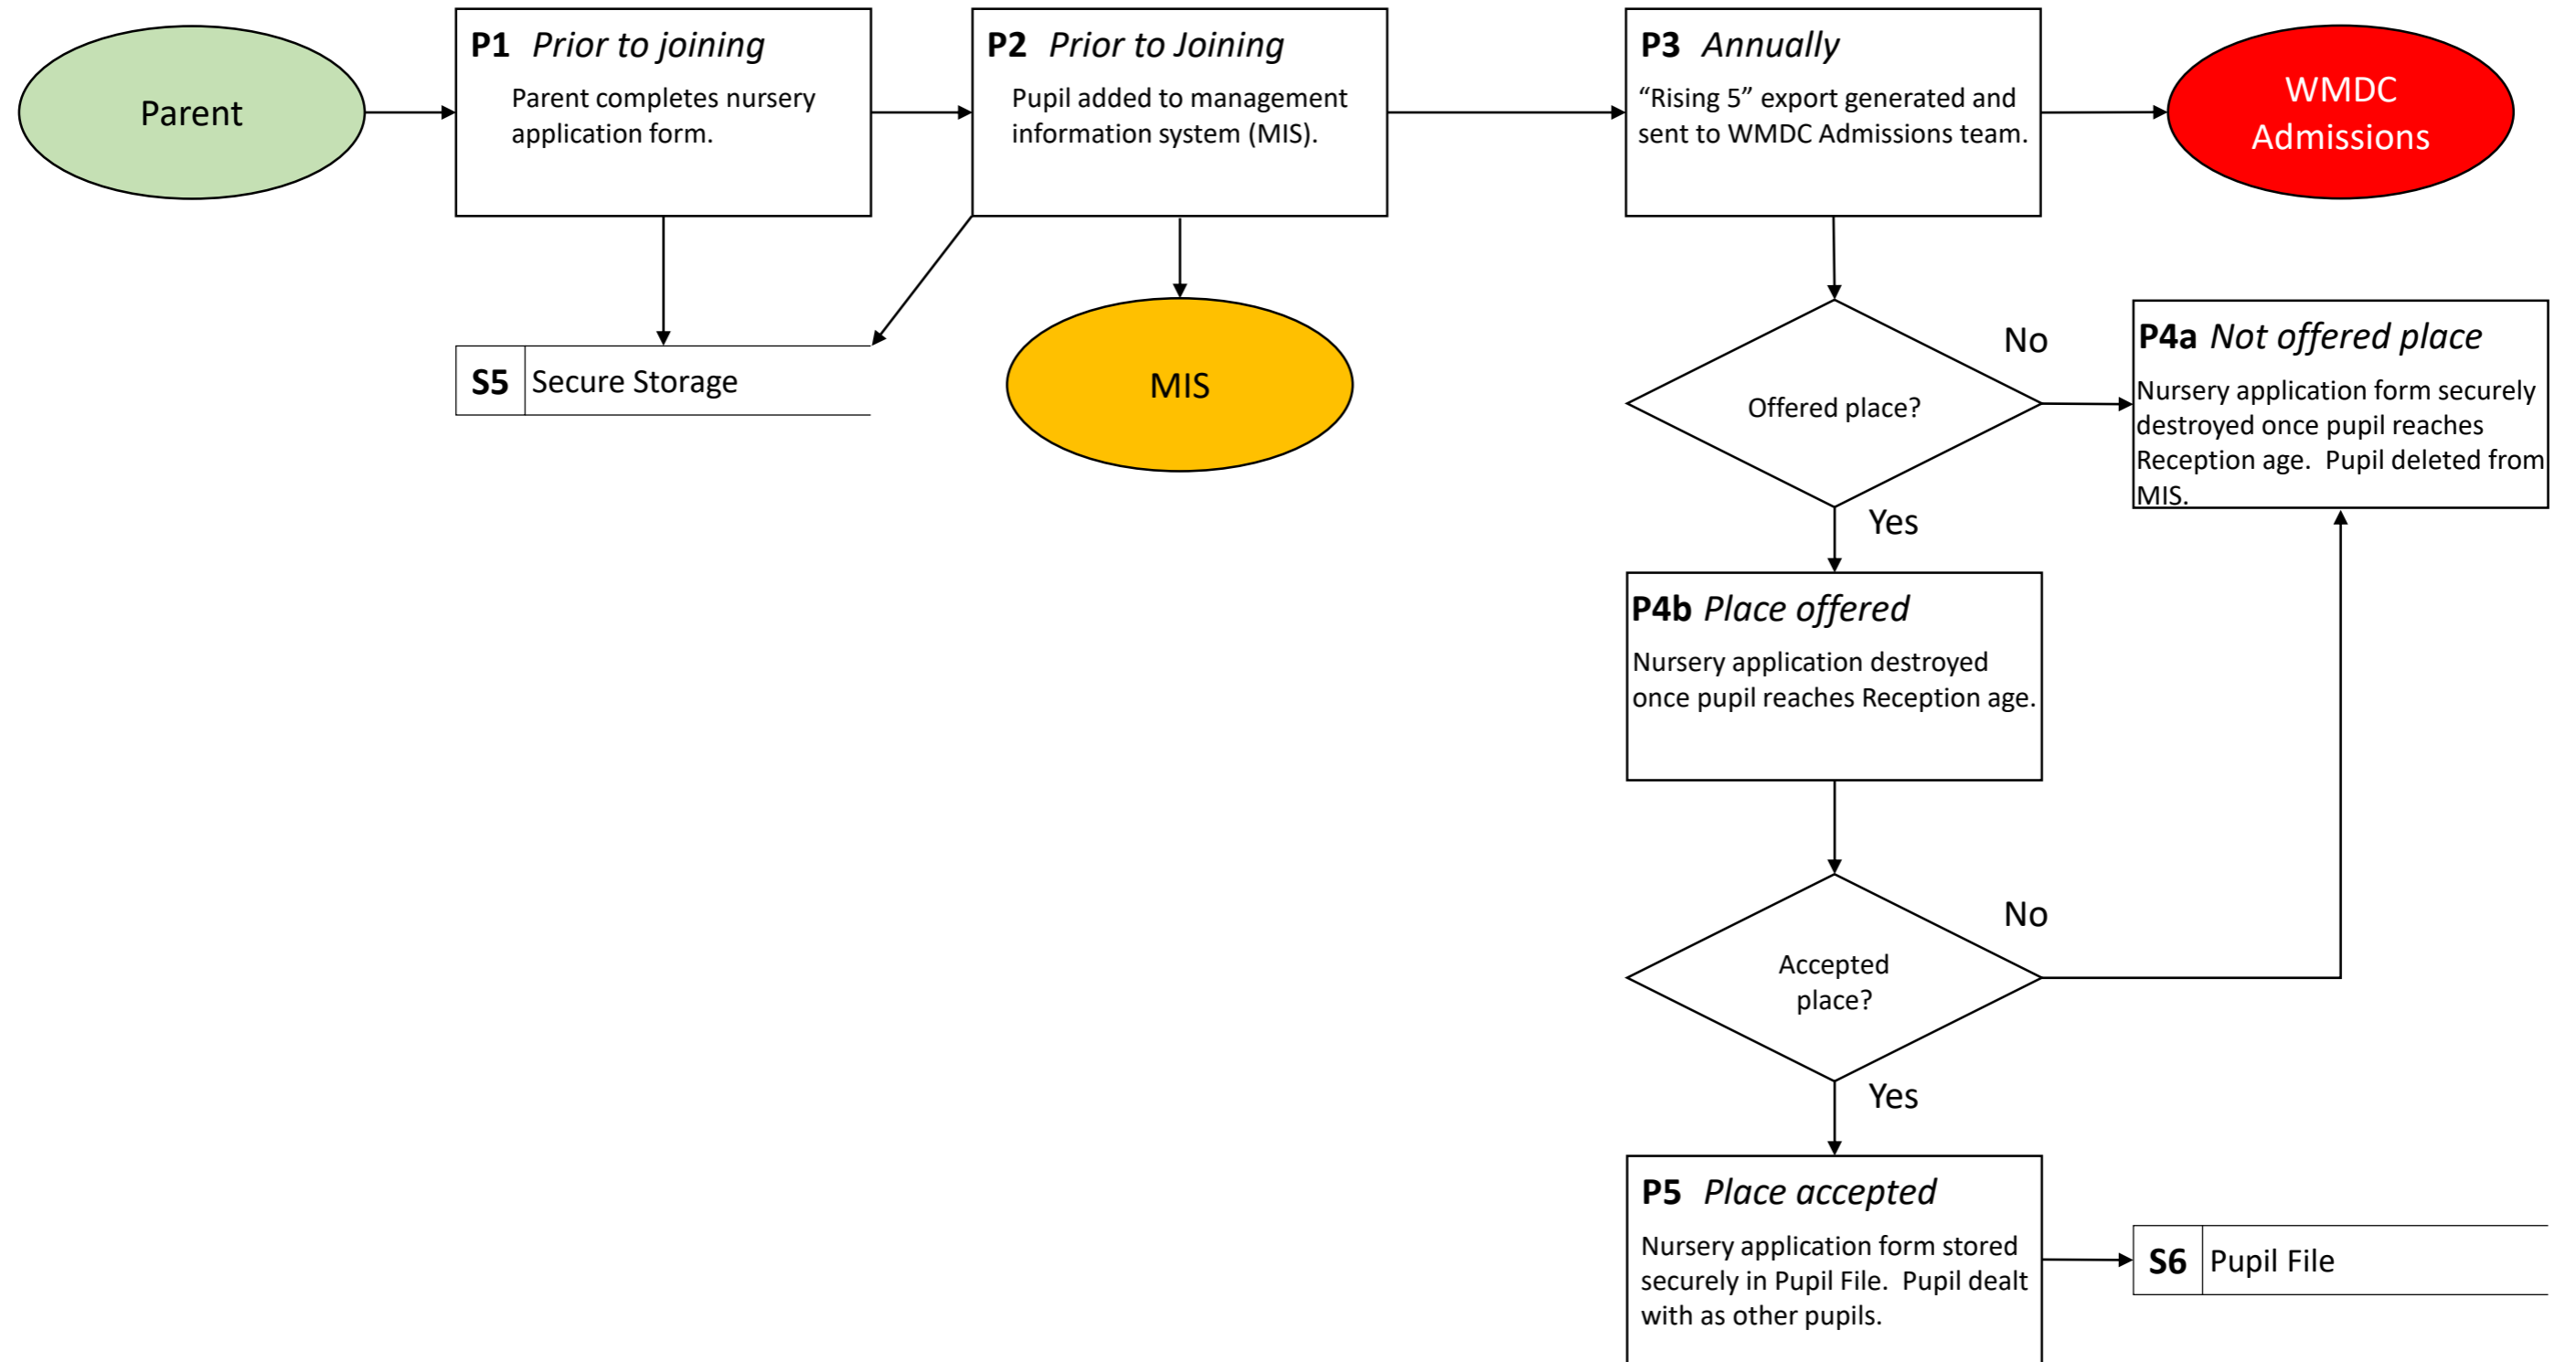 Parent
P1 Prior to joining
Parent completes nursery
application form.
P2 Prior to Joining
Pupil added to management
information system (MIS).
P3 Annually
“Rising 5” export generated and
sent to WMDC Admissions team.
WMDC
Admissions
S5 Secure Storage
MIS
Offered place?
No
Yes
P4a Not offered place
Nursery application form securely
destroyed once pupil reaches
Reception age. Pupil deleted from
MIS.
P4b Place offered
Nursery application destroyed
once pupil reaches Reception age.
Accepted
place?
No
Yes
P5 Place accepted
Nursery application form stored
securely in Pupil File. Pupil dealt
with as other pupils.
S6 Pupil File